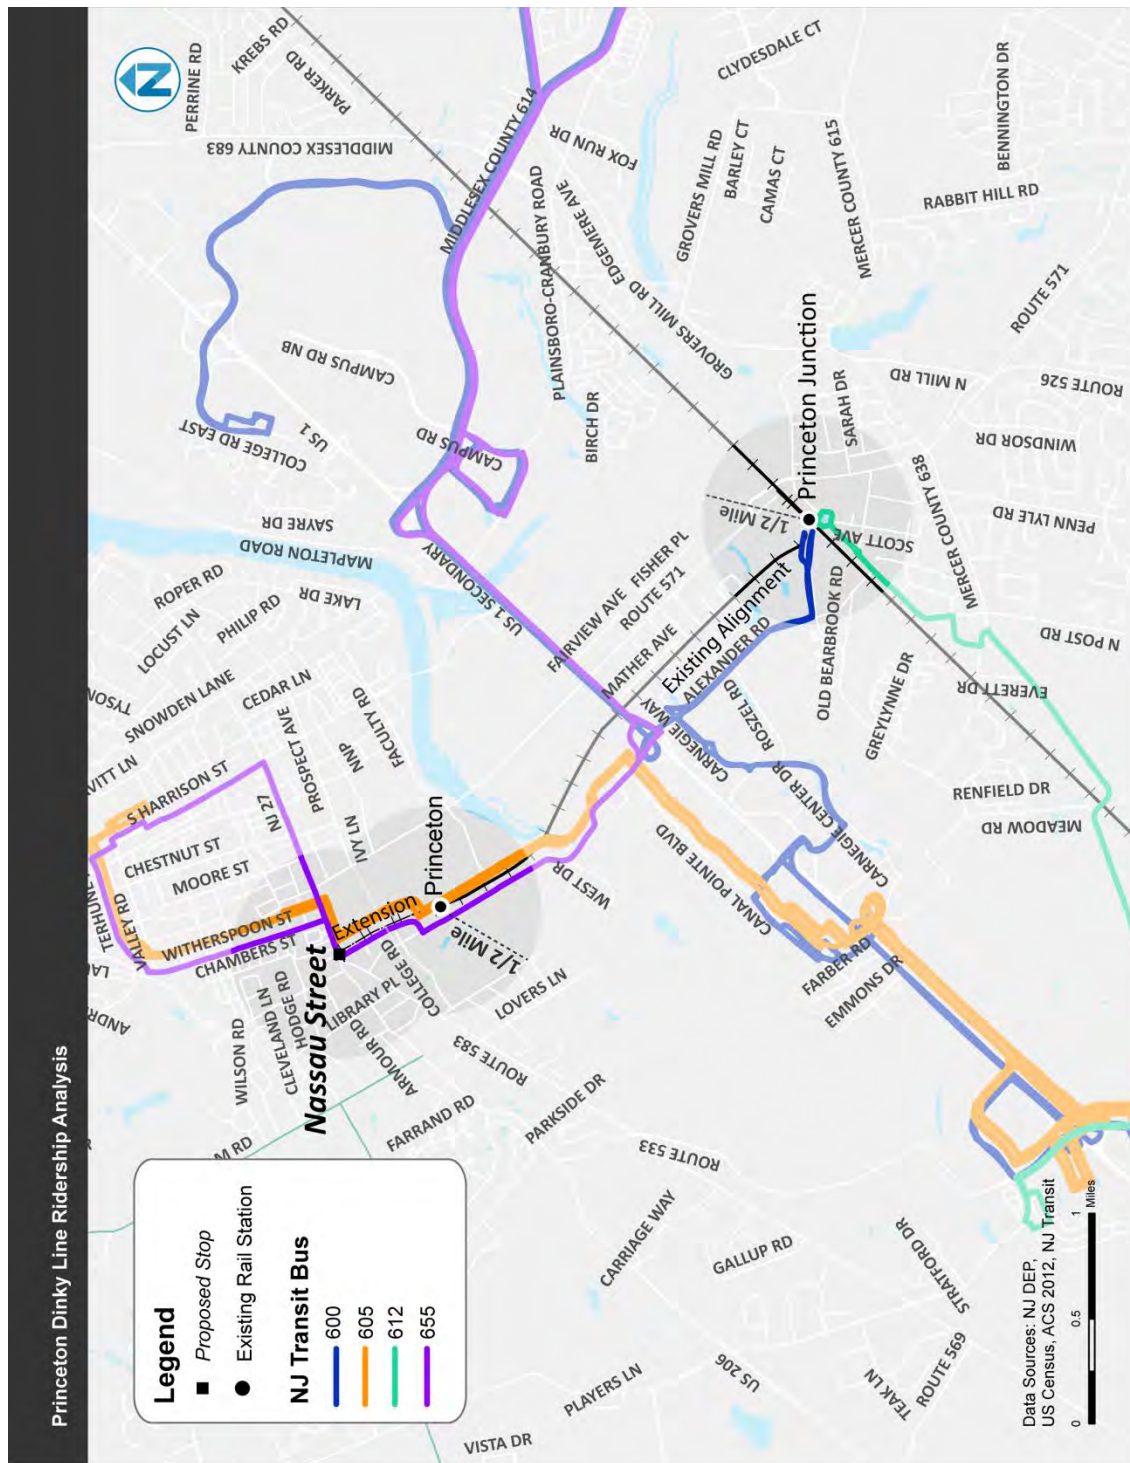 Princeton Dinky Line Ridership Analysis
N
Legend
Proposed Stop
Existing Rail Station
NJ Transit Bus
600
605
612
655
Data Sources: NJ DEP,
US Census, ACS 2012, NJ Transit
0
0.5
1
Miles
Nassau Street
Princeton
Princeton Junction
Extension
Existing Alignment
1/2 Mile
1/2 Mile
PERRINE RD
KREBS RD
PARKER RD
MIDDLESEX COUNTY 683
MIDDLESEX COUNTY 614
FOX RUN DR
CLYDESDALE CT
BENNINGTON DR
GROVERS MILL RD
BARLEY CT
CAMAS CT
MERCER COUNTY 615
RABBIT HILL RD
ROUTE 571
PLAINSBORO-CRANBURY ROAD
EDGEMERE AVE
GROVERS MILL RD
N MILL RD
ROUTE 526
SARAH DR
WINDSOR DR
MERCER COUNTY 638
PENN LYLE RD
SCOTT AVE
N POST RD
CAMPUS RD NB
CAMPUS RD
COLLEGE RD EAST
US 1
BIRCH DR
SAYRE DR
MAPLETON ROAD
LAKE DR
ROPER RD
LOCUST LN
PHILIP RD
US 1 SECONDARY
FISHER PL
FAIRVIEW AVE
ROUTE 571
MATHER AVE
ALEXANDER RD
OLD BEARBROOK RD
ROSZEL RD
GREYLYNNE DR
EVERETT DR
CARNEGIE WAY
CARNEGIE CENTER DR
CARNEGIE
RENFIELD DR
MEADOW RD
TYSON
SNOWDEN LANE
CEDAR LN
FACULTY RD
VITT LN
S HARRISON ST
PROSPECT AVE
NNP
NJ 27
IVY LN
CHESTNUT ST
MOORE ST
TERHUNE
VALLEY RD
WITHERSPOON ST
CHAMBERS ST
WEST DR
CANAL POINTE BLVD
FARBER RD
EMMONS DR
COLLEGE RD
LOVERS LN
LIBRARY PL
HODGE RD
CLEVELAND LN
WILSON RD
ARMOUR RD
ROUTE 583
FARRAND RD
PARKSIDE DR
ANDR
M RD
ROUTE 533
CARRIAGE WAY
GALLUP RD
STRATFORD DR
ROUTE 569
TEAK LN
US 206
PLAYERS LN
VISTA DR